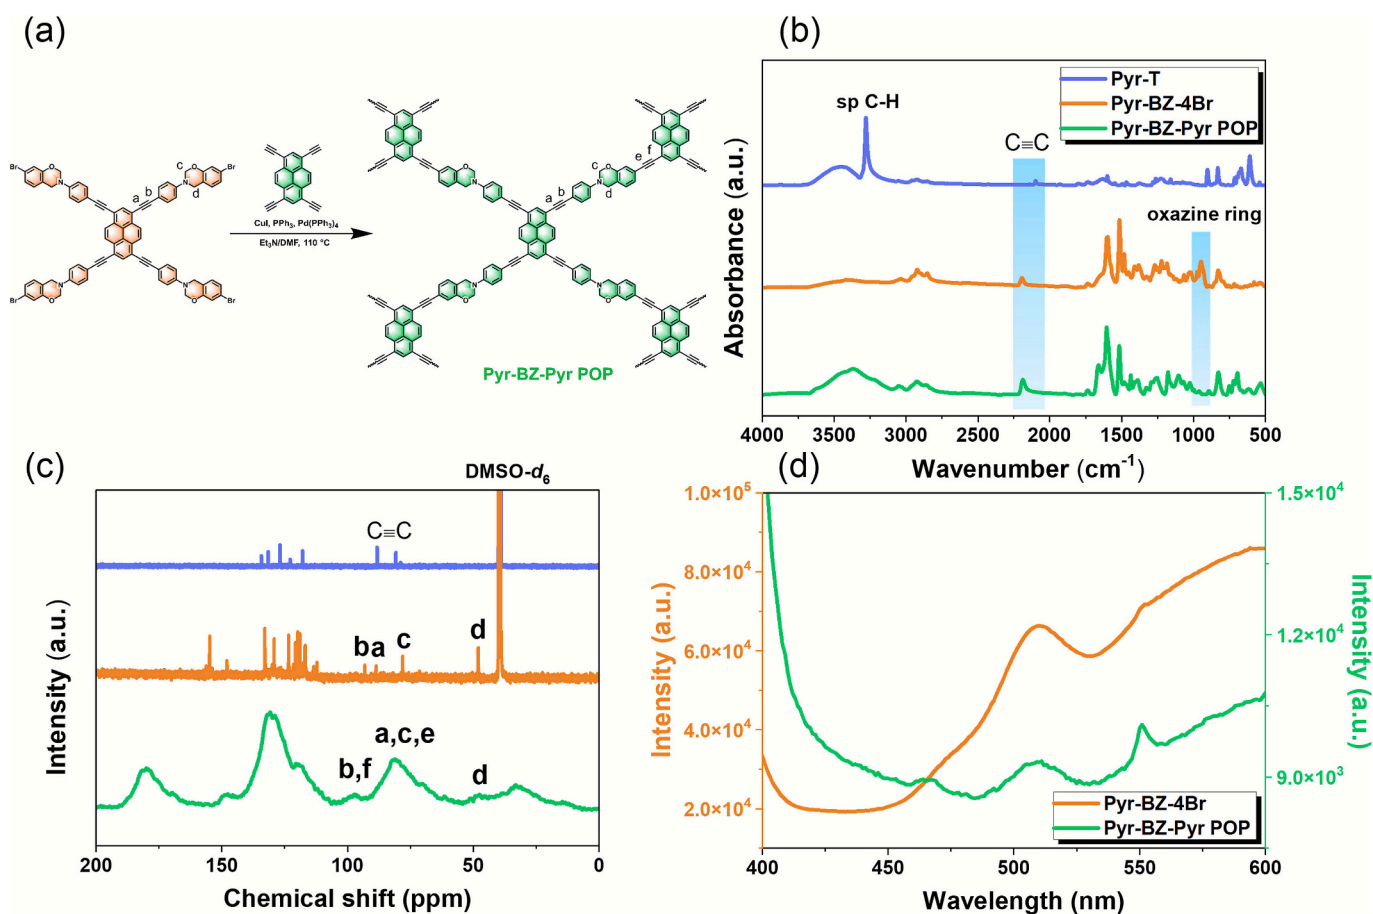 (a)
Br
O
c
Br
N
d
b
a
N
O
Br
N
O
Br
CuI, PPh3, Pd(PPh3)4
Et3N/DMF, 110 °C
O
N
c
O
N
d
e
f
b
a
N
O
N
O
Pyr-BZ-Pyr POP
(b)
Pyr-T
Pyr-BZ-4Br
Pyr-BZ-Pyr POP
sp C-H
C≡C
oxazine ring
Absorbance (a.u.)
4000 3500 3000 2500 2000 1500 1000 500
Wavenumber (cm-1)
(c)
DMSO-d6
C≡C
b a c d
a,c,e
b,f d
Intensity (a.u.)
200 150 100 50 0
Chemical shift (ppm)
(d)
1.0×10⁵
8.0×10⁴
6.0×10⁴
4.0×10⁴
2.0×10⁴
Intensity (a.u.)
1.5×10⁴
1.2×10⁴
9.0×10³
Intensity (a.u.)
Pyr-BZ-4Br
Pyr-BZ-Pyr POP
400 450 500 550 600
Wavelength (nm)